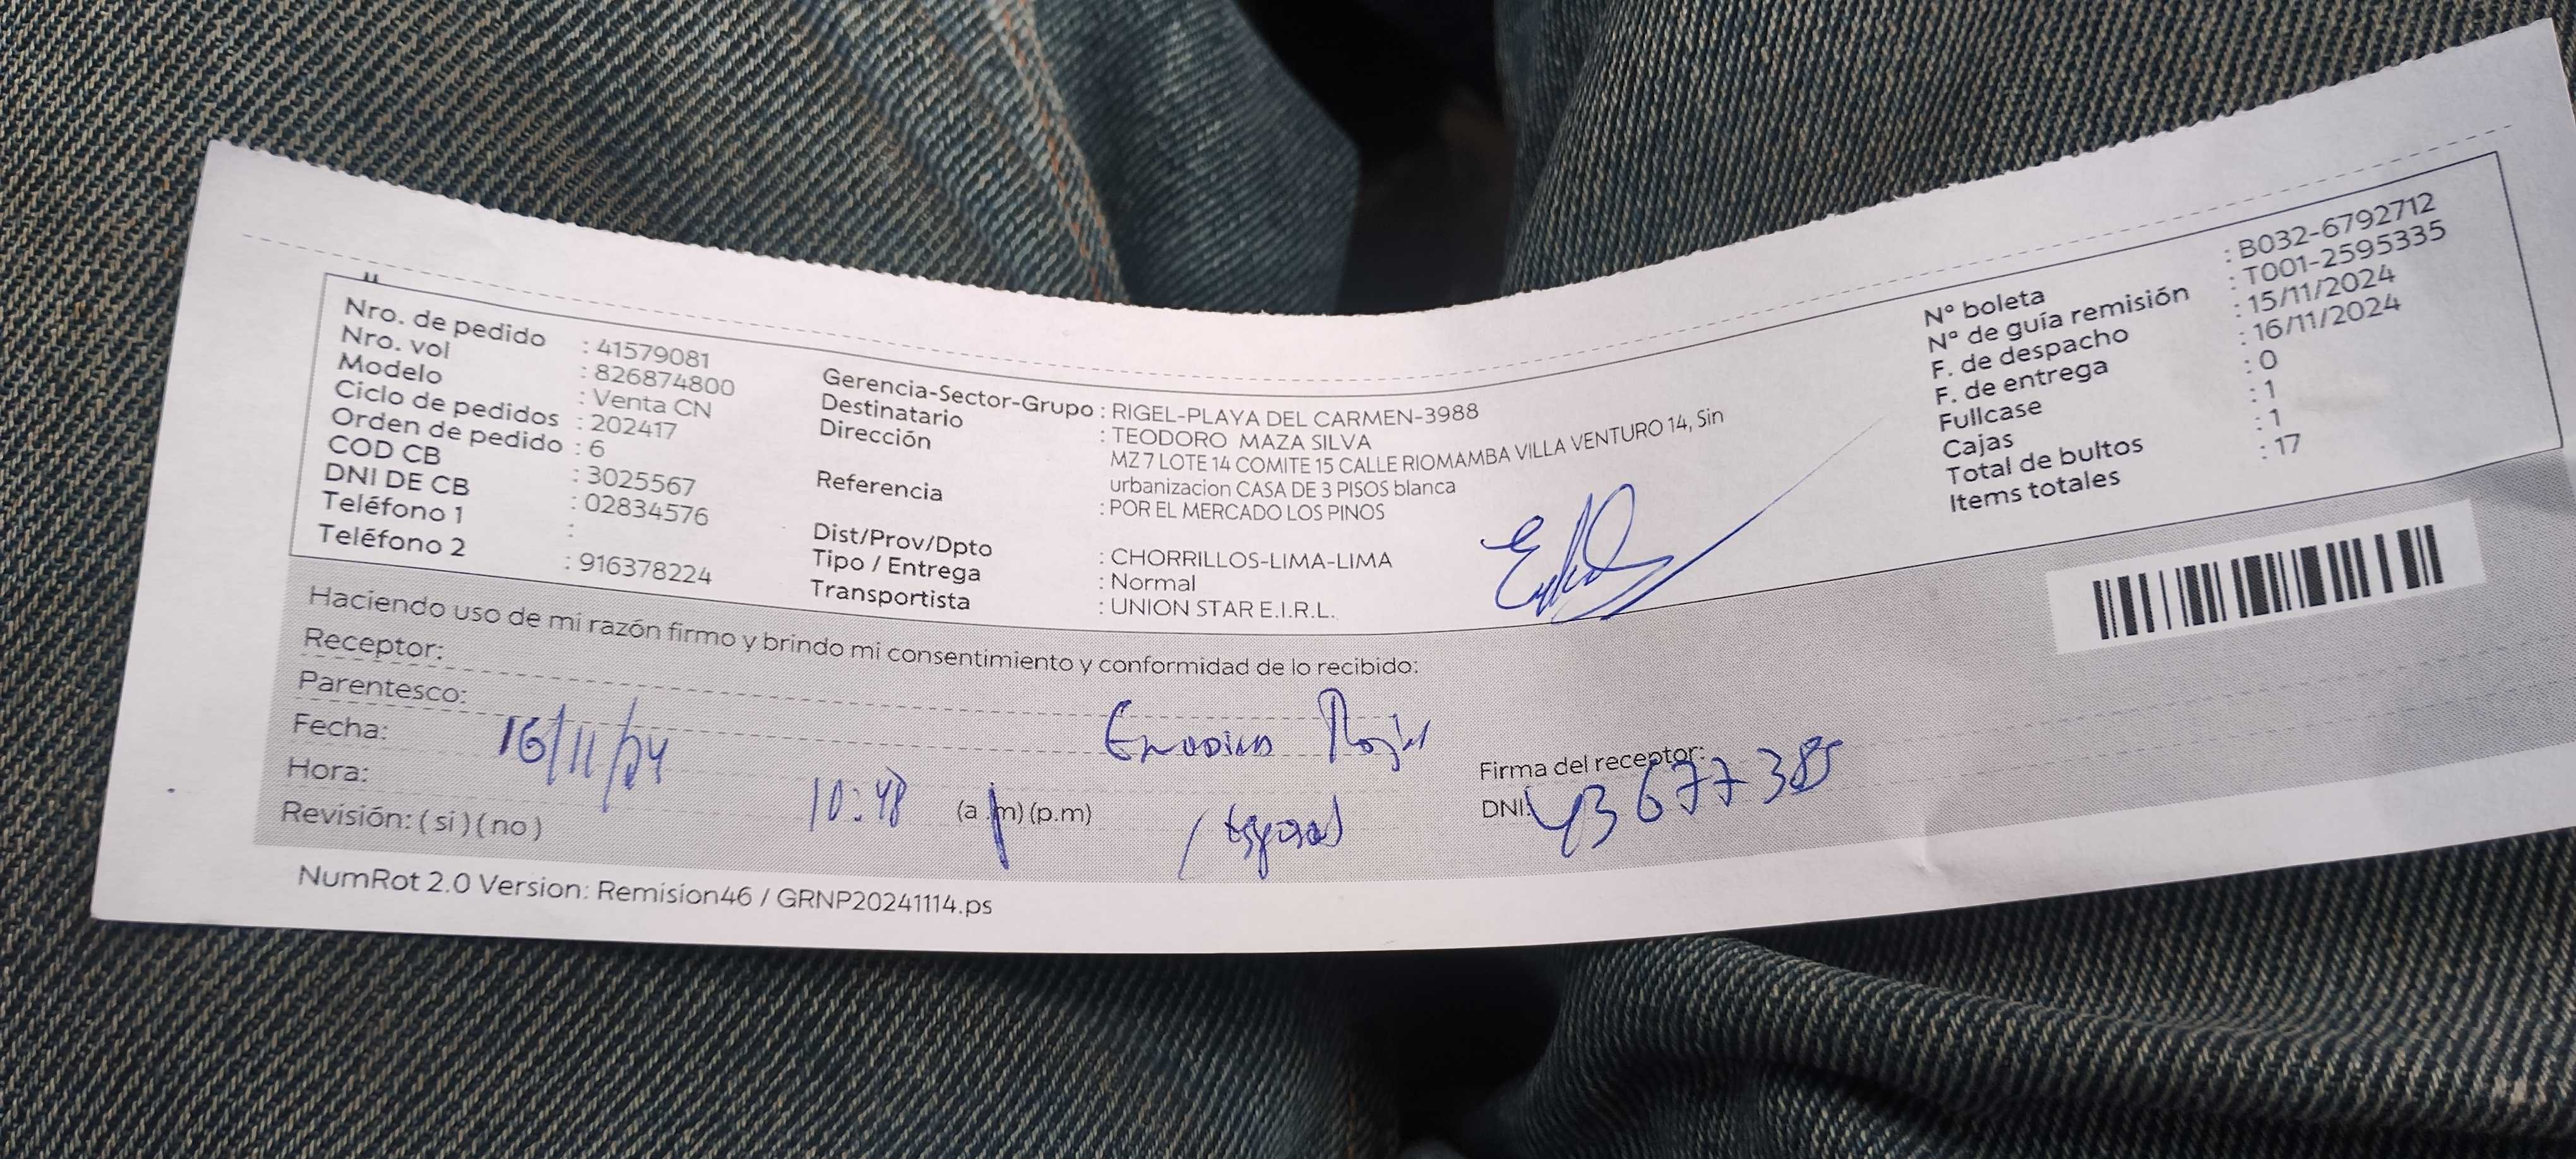 Nro. de pedido : 41579081
Nro. vol : 826874800
Modelo : Venta CN
Ciclo de pedidos : 202417
Orden de pedido : 6
COD CB : 3025567
DNI DE CB : 02834576
Teléfono 1 :
Teléfono 2 : 916378224
Gerencia-Sector-Grupo : RIGEL-PLAYA DEL CARMEN-3988
Destinatario : TEODORO MAZA SILVA
Dirección MZ 7 LOTE 14 COMITE 15 CALLE RIOMAMBA VILLA VENTURO 14, Sin
urbanizacion CASA DE 3 PISOS blanca
Referencia : POR EL MERCADO LOS PINOS
Dist/Prov/Dpto : CHORRILLOS-LIMA-LIMA
Tipo / Entrega : Normal
Transportista : UNION STAR E.I.R.L.
N° boleta : B032-6792712
N° de guía remisión : T001-2595335
F. de despacho : 15/11/2024
F. de entrega : 16/11/2024
Fullcase : 0
Cajas : 1
Total de bultos : 1
Items totales : 17
Haciendo uso de mi razón firmo y brindo mi consentimiento y conformidad de lo recibido:
Receptor:
Parentesco:
Fecha: 16/11/24
Hora: 10:48 (a.m) (p.m)
Revisión: ( si ) ( no )
Firma del receptor:
DNI: 43677385
NumRot 2.0 Version: Remision46 / GRNP20241114.ps